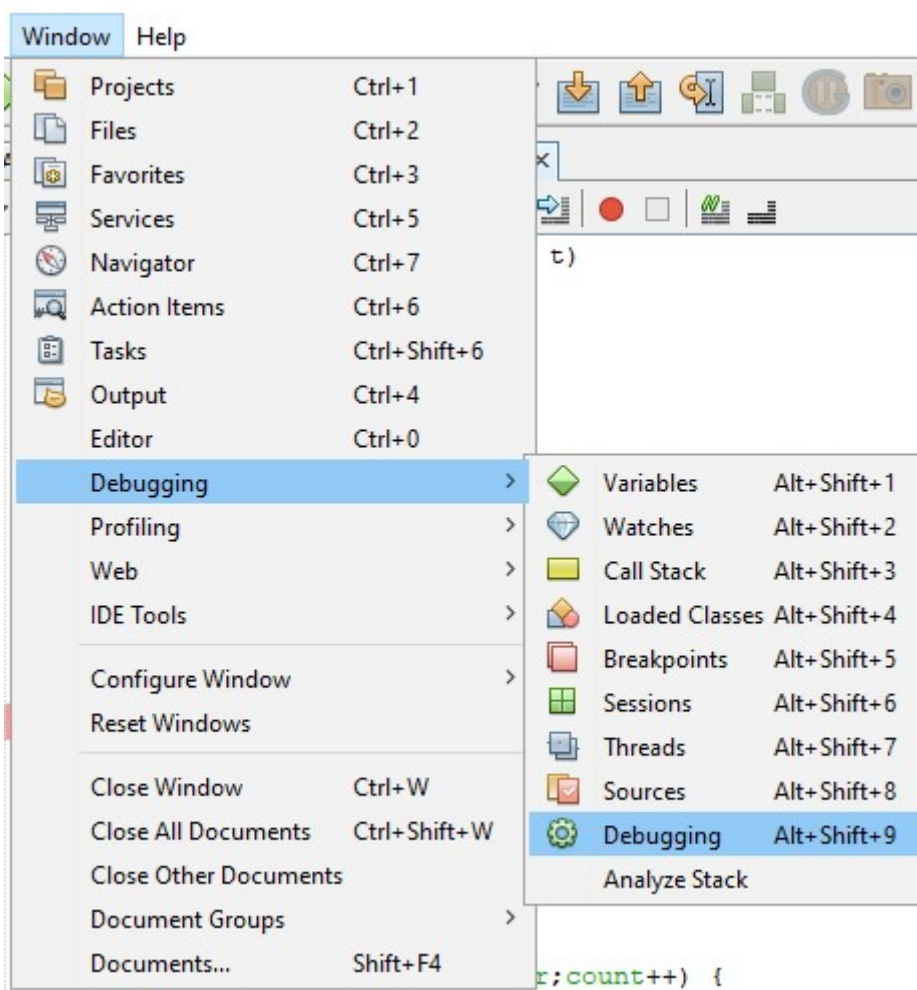 Window Help
Projects Ctrl+1
Files Ctrl+2
Favorites Ctrl+3
Services Ctrl+5
Navigator Ctrl+7
Action Items Ctrl+6
Tasks Ctrl+Shift+6
Output Ctrl+4
Editor Ctrl+0
Debugging
Profiling
Web
IDE Tools
Configure Window
Reset Windows
Close Window Ctrl+W
Close All Documents Ctrl+Shift+W
Close Other Documents
Document Groups
Documents... Shift+F4
Variables Alt+Shift+1
Watches Alt+Shift+2
Call Stack Alt+Shift+3
Loaded Classes Alt+Shift+4
Breakpoints Alt+Shift+5
Sessions Alt+Shift+6
Threads Alt+Shift+7
Sources Alt+Shift+8
Debugging Alt+Shift+9
Analyze Stack
t)
r;count++) {